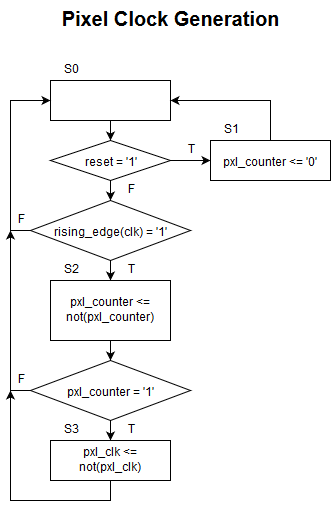 Pixel Clock Generation
S0
S1
reset = '1'
T
pxl_counter <= '0'
F
F
rising_edge(clk) = '1'
S2
T
pxl_counter <=
not(pxl_counter)
F
pxl_counter = '1'
S3
T
pxl_clk <=
not(pxl_clk)